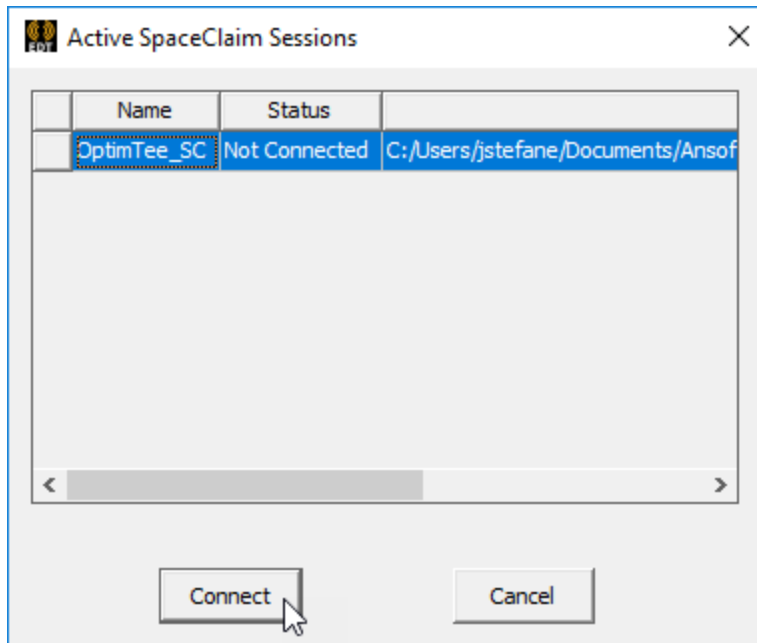 EDT Active SpaceClaim Sessions
Name Status
OptimTee_SC Not Connected C:/Users/jstefane/Documents/Ansof
Connect Cancel